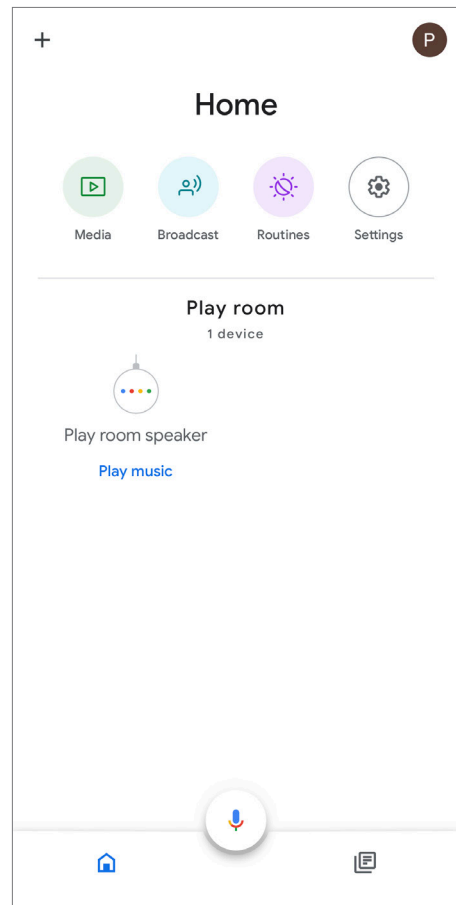 P
Home
Media Broadcast Routines Settings
Play room
1 device
Play room speaker
Play music